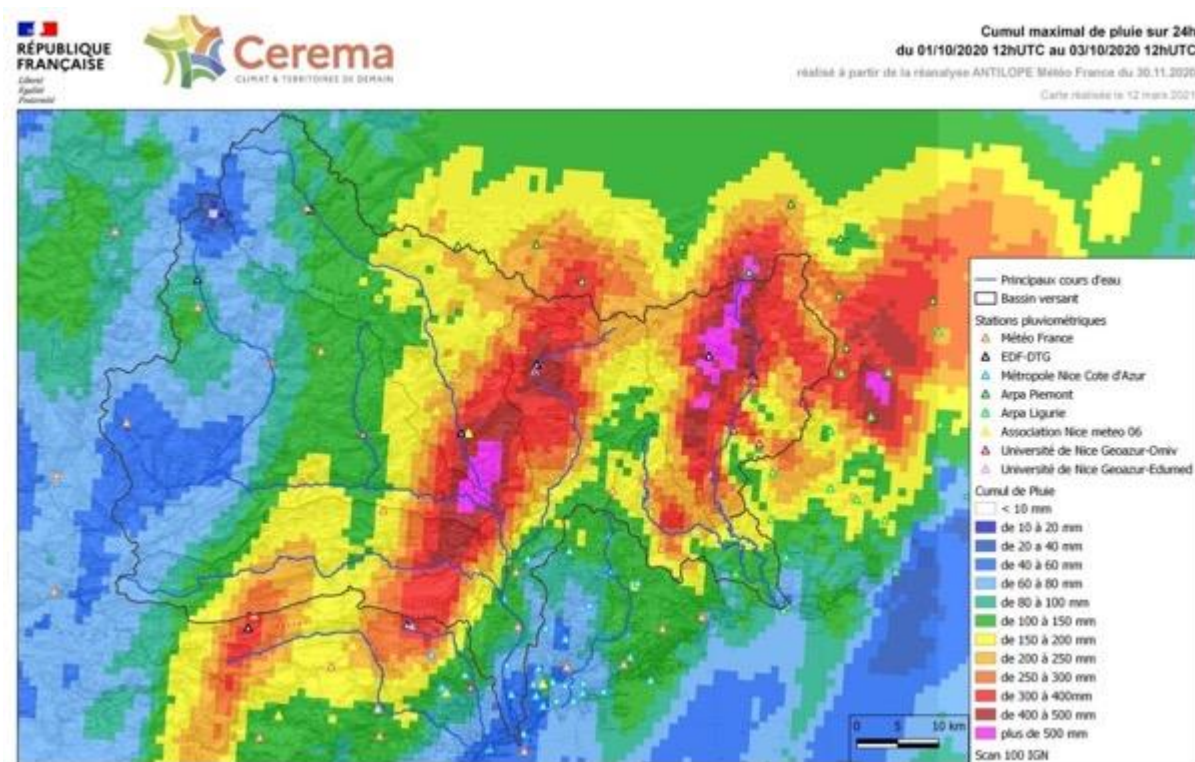 RÉPUBLIQUE
FRANÇAISE
Liberté
Égalité
Fraternité
Cerema
CLIMAT & TERRITOIRES DE DEMAIN
Cumul maximal de pluie sur 24h
du 01/10/2020 12hUTC au 03/10/2020 12hUTC
réalisé à partir de la réanalyse ANTILOPE Météo France du 30.11.2020
Carte réalisée le 12 mars 2021
Principaux cours d'eau
Bassin versant
Stations pluviométriques
Météo France
EDF-DTG
Métropole Nice Cote d'Azur
Arpa Piemont
Arpa Ligurie
Association Nice meteo 06
Université de Nice Geoazur-Omiv
Université de Nice Geoazur-Edumed
Cumul de Pluie
< 10 mm
de 10 à 20 mm
de 20 a 40 mm
de 40 à 60 mm
de 60 à 80 mm
de 80 à 100 mm
de 100 à 150 mm
de 150 à 200 mm
de 200 à 250 mm
de 250 à 300 mm
de 300 à 400mm
de 400 à 500 mm
plus de 500 mm
Scan 100 IGN
0 5 10 km